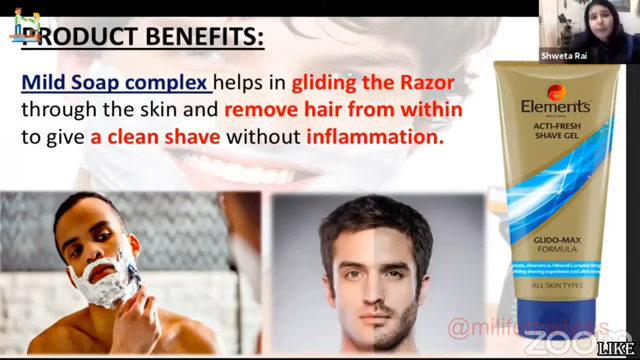 PRODUCT BENEFITS:
Shweta Rai
Mild Soap complex helps in gliding the Razor
through the skin and remove hair from within
to give a clean shave without inflammation.
Elements
ACTI-FRESH
SHAVE GEL
GLIDO-MAX
FORMULA
ALL SKIN TYPES
zoom
LIKE